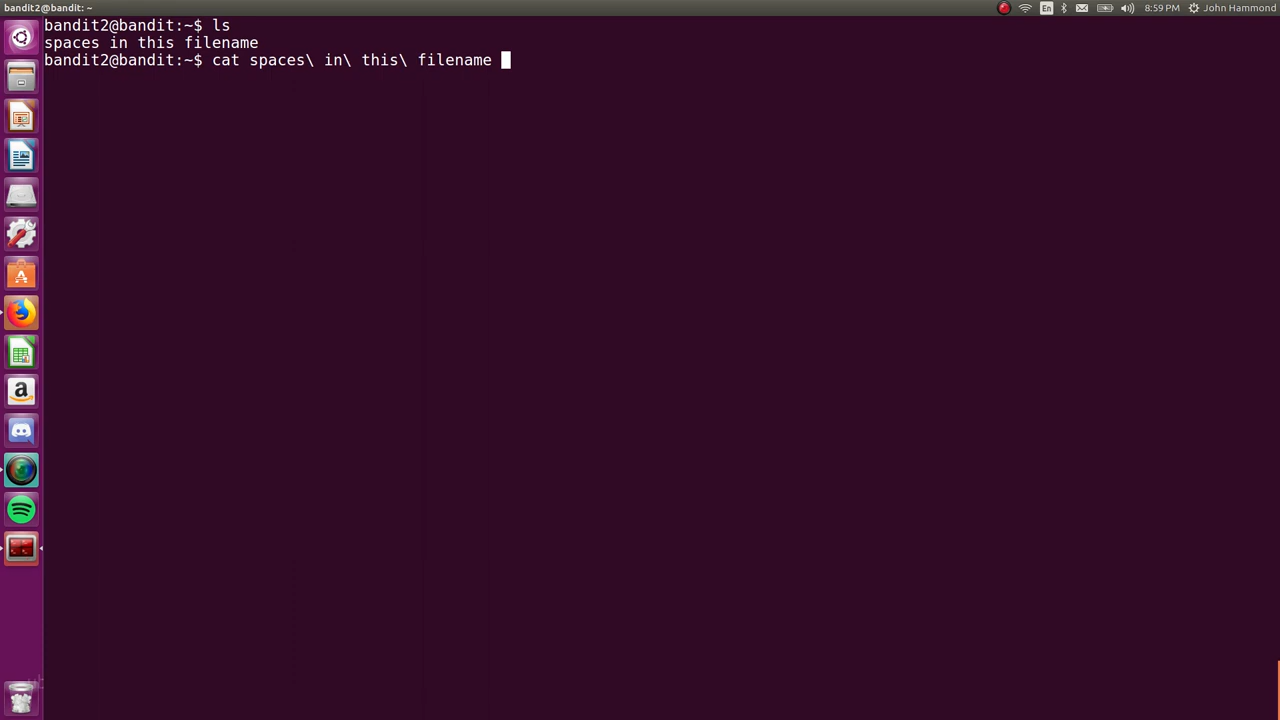 bandit2@bandit: ~
En
8:59 PM
John Hammond
bandit2@bandit:~$ ls
spaces in this filename
bandit2@bandit:~$ cat spaces\ in\ this\ filename